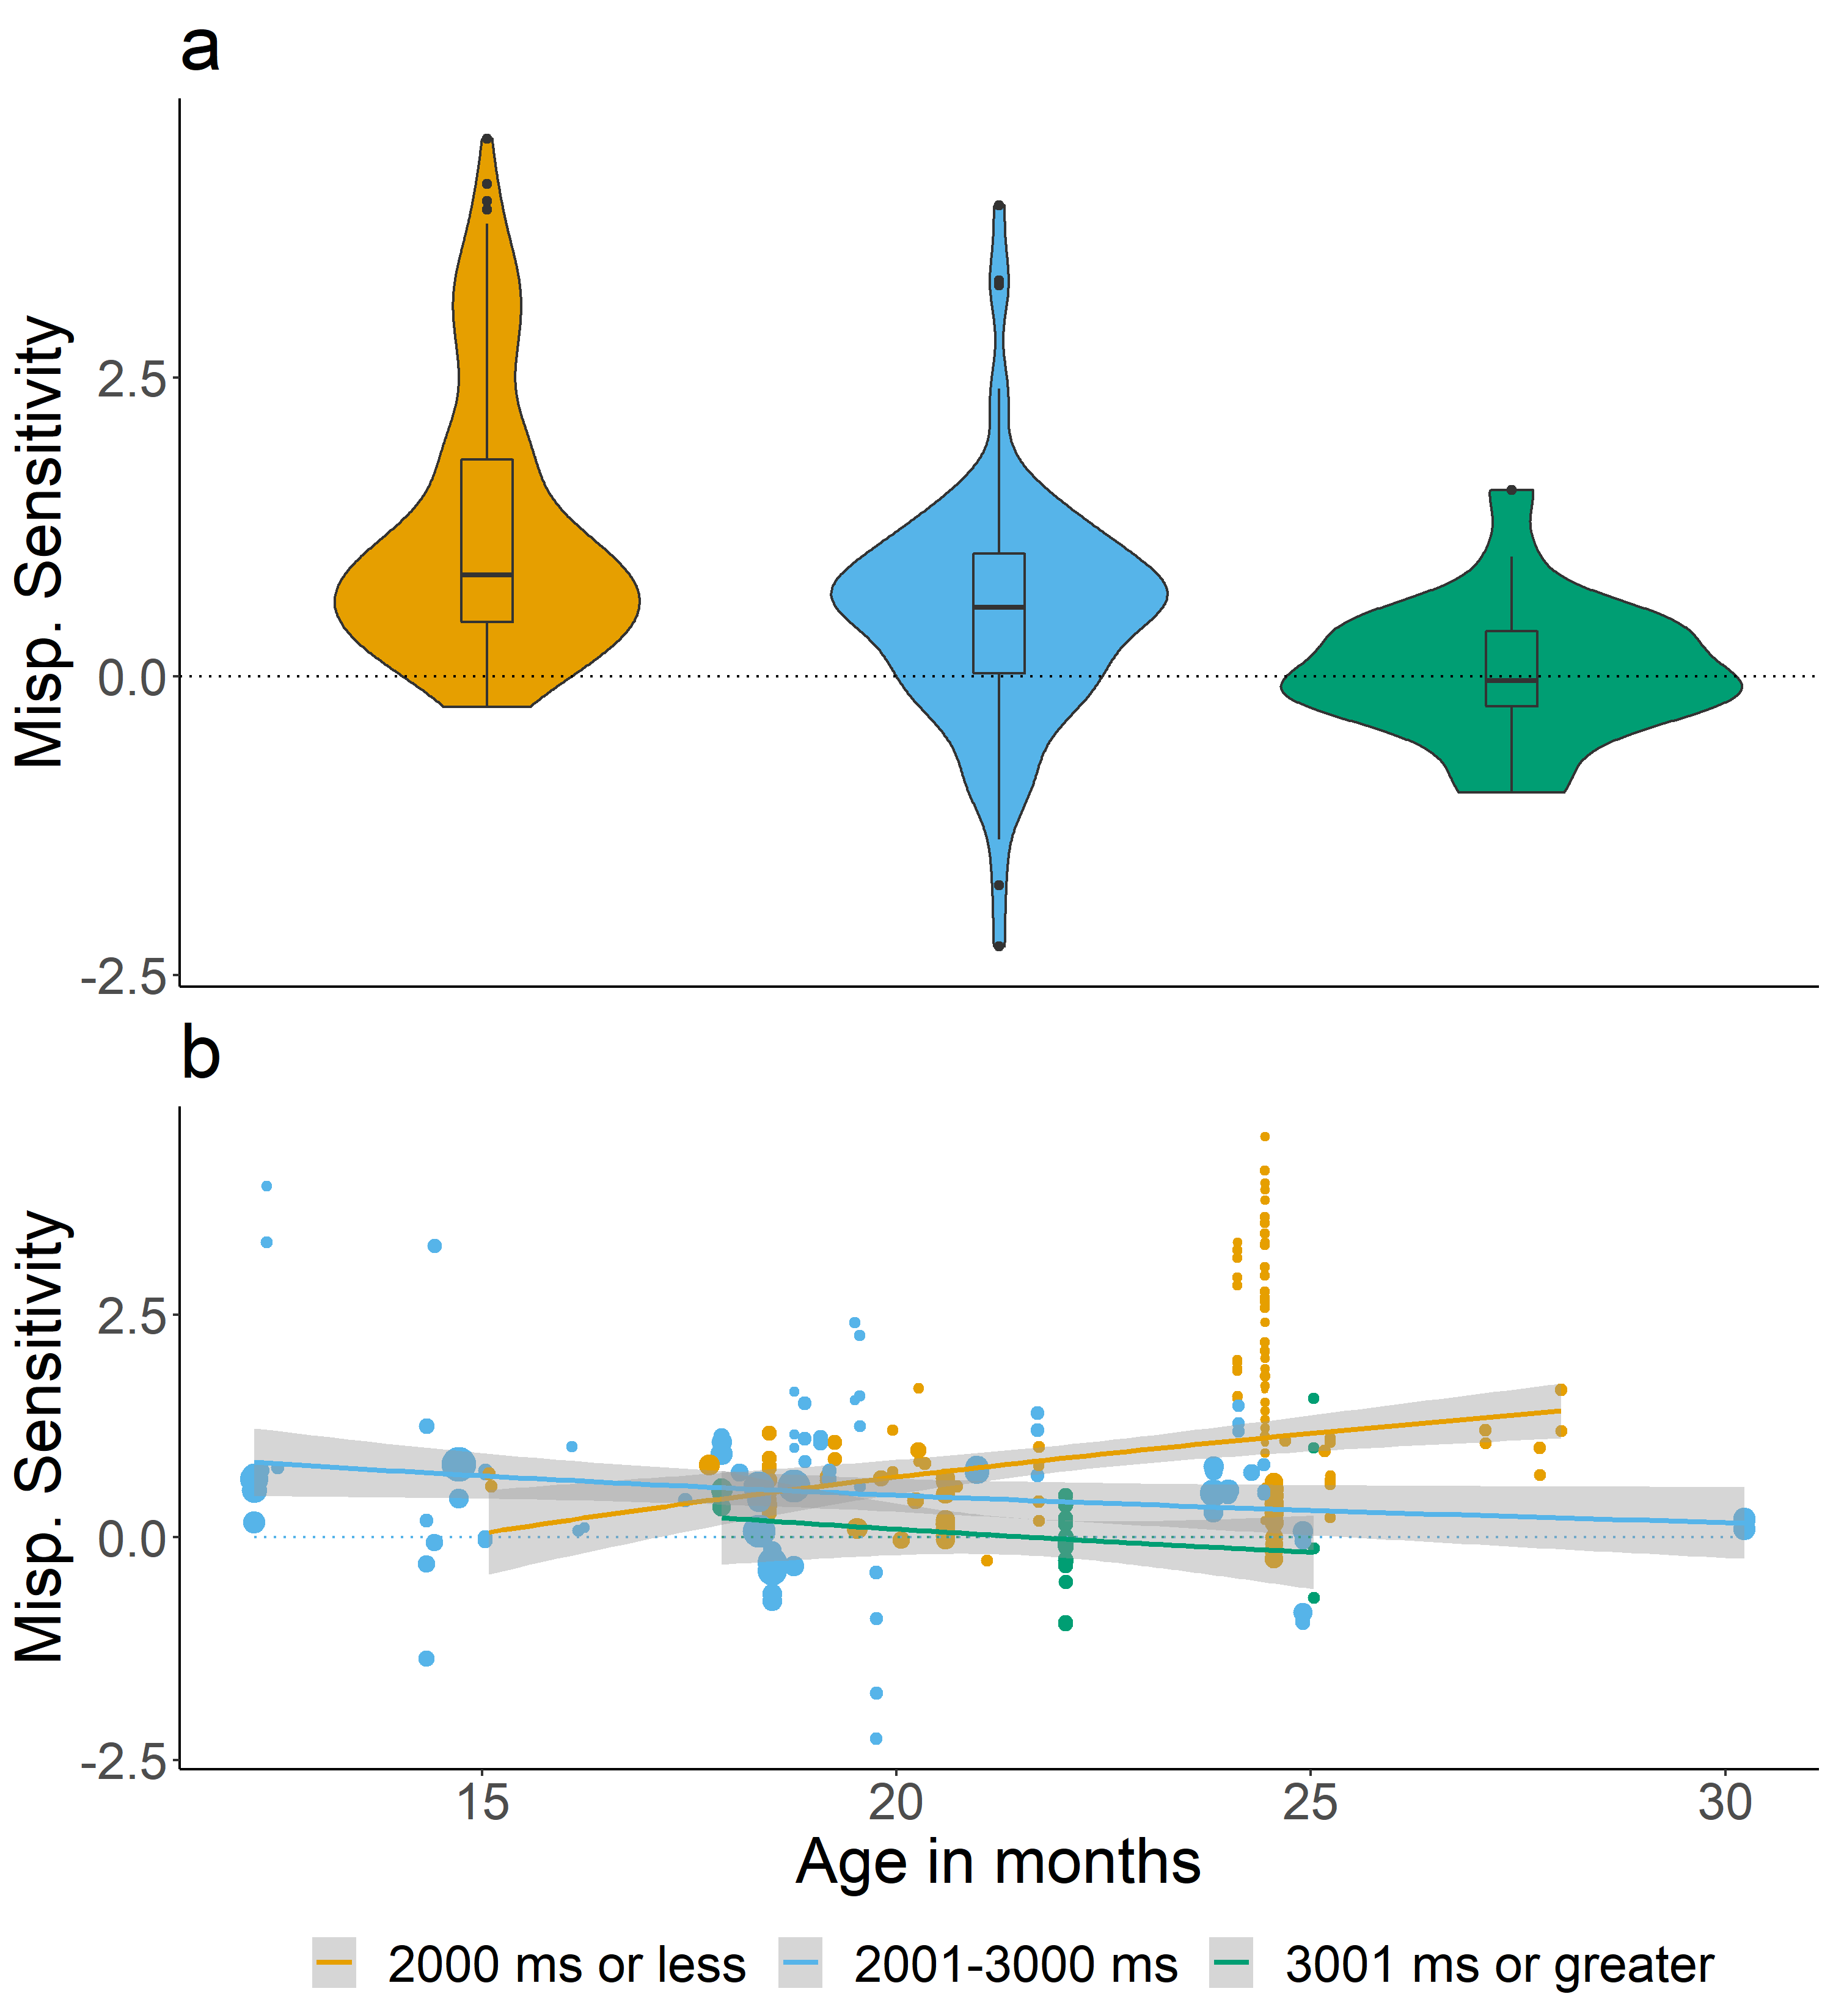 a
Misp. Sensitivity
2.5
0.0
-2.5
b
Misp. Sensitivity
2.5
0.0
-2.5
15 20 25 30
Age in months
2000 ms or less 2001-3000 ms 3001 ms or greater